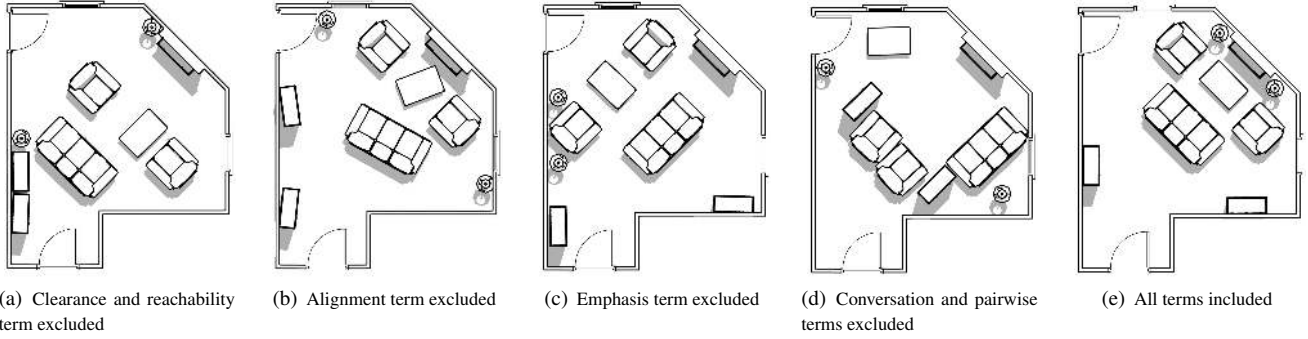 (a) Clearance and reachability
term excluded
(b) Alignment term excluded
(c) Emphasis term excluded
(d) Conversation and pairwise
terms excluded
(e) All terms included